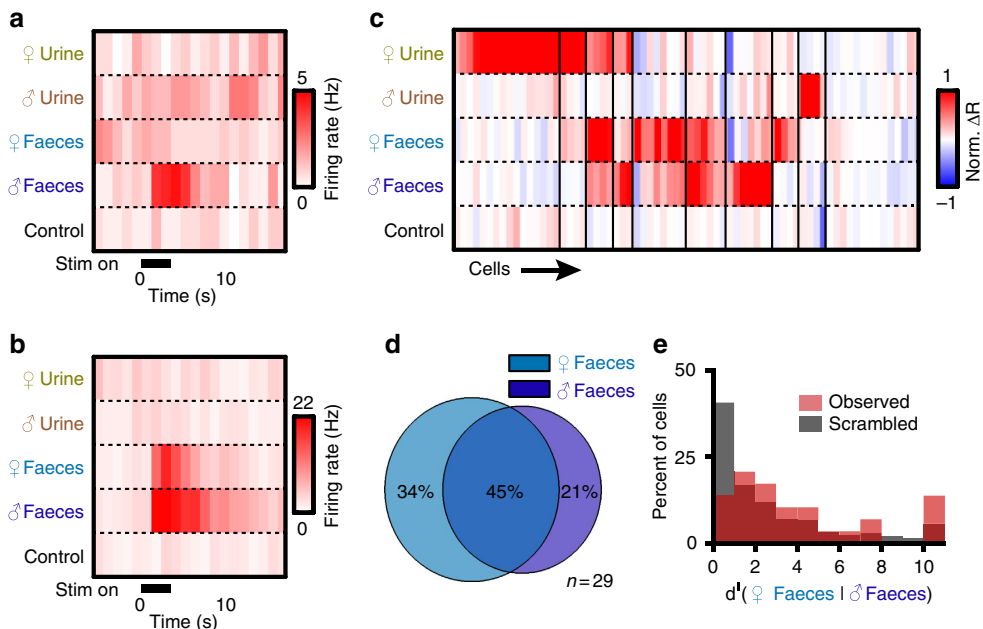 a
♀ Urine
♂ Urine
♀ Faeces
♂ Faeces
Control
Stim on
0
10
Time (s)
5
0
Firing rate (Hz)
b
♀ Urine
♂ Urine
♀ Faeces
♂ Faeces
Control
Stim on
0
10
Time (s)
22
0
Firing rate (Hz)
c
♀ Urine
♂ Urine
♀ Faeces
♂ Faeces
Control
Cells
1
−1
Norm. ΔR
d
♀ Faeces
♂ Faeces
34%
45%
21%
n=29
e
50
25
0
Percent of cells
Observed
Scrambled
0 2 4 6 8 10
d'(♀ Faeces | ♂ Faeces)